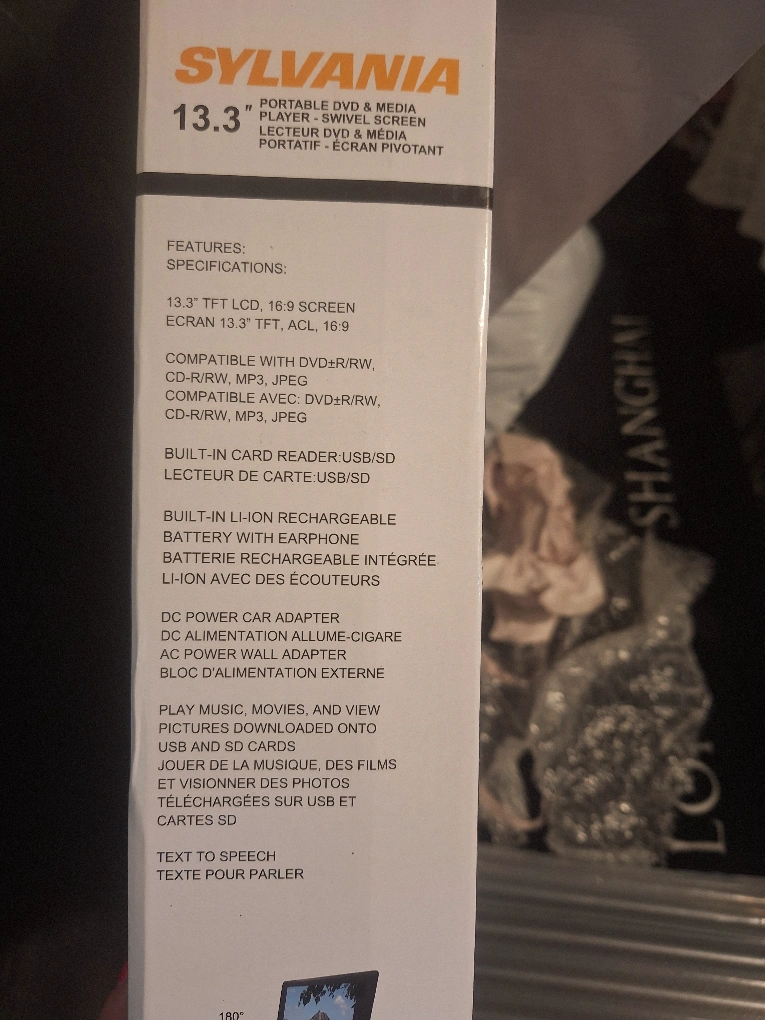 SYLVANIA
13.3" PORTABLE DVD & MEDIA
PLAYER - SWIVEL SCREEN
LECTEUR DVD & MÉDIA
PORTATIF - ÉCRAN PIVOTANT
FEATURES:
SPECIFICATIONS:
13.3" TFT LCD, 16:9 SCREEN
ECRAN 13.3" TFT, ACL, 16:9
COMPATIBLE WITH DVD±R/RW,
CD-R/RW, MP3, JPEG
COMPATIBLE AVEC: DVD±R/RW,
CD-R/RW, MP3, JPEG
BUILT-IN CARD READER:USB/SD
LECTEUR DE CARTE:USB/SD
BUILT-IN LI-ION RECHARGEABLE
BATTERY WITH EARPHONE
BATTERIE RECHARGEABLE INTÉGRÉE
LI-ION AVEC DES ÉCOUTEURS
DC POWER CAR ADAPTER
DC ALIMENTATION ALLUME-CIGARE
AC POWER WALL ADAPTER
BLOC D'ALIMENTATION EXTERNE
PLAY MUSIC, MOVIES, AND VIEW
PICTURES DOWNLOADED ONTO
USB AND SD CARDS
JOUER DE LA MUSIQUE, DES FILMS
ET VISIONNER DES PHOTOS
TÉLÉCHARGÉES SUR USB ET
CARTES SD
TEXT TO SPEECH
TEXTE POUR PARLER
180°
SHANGHAI